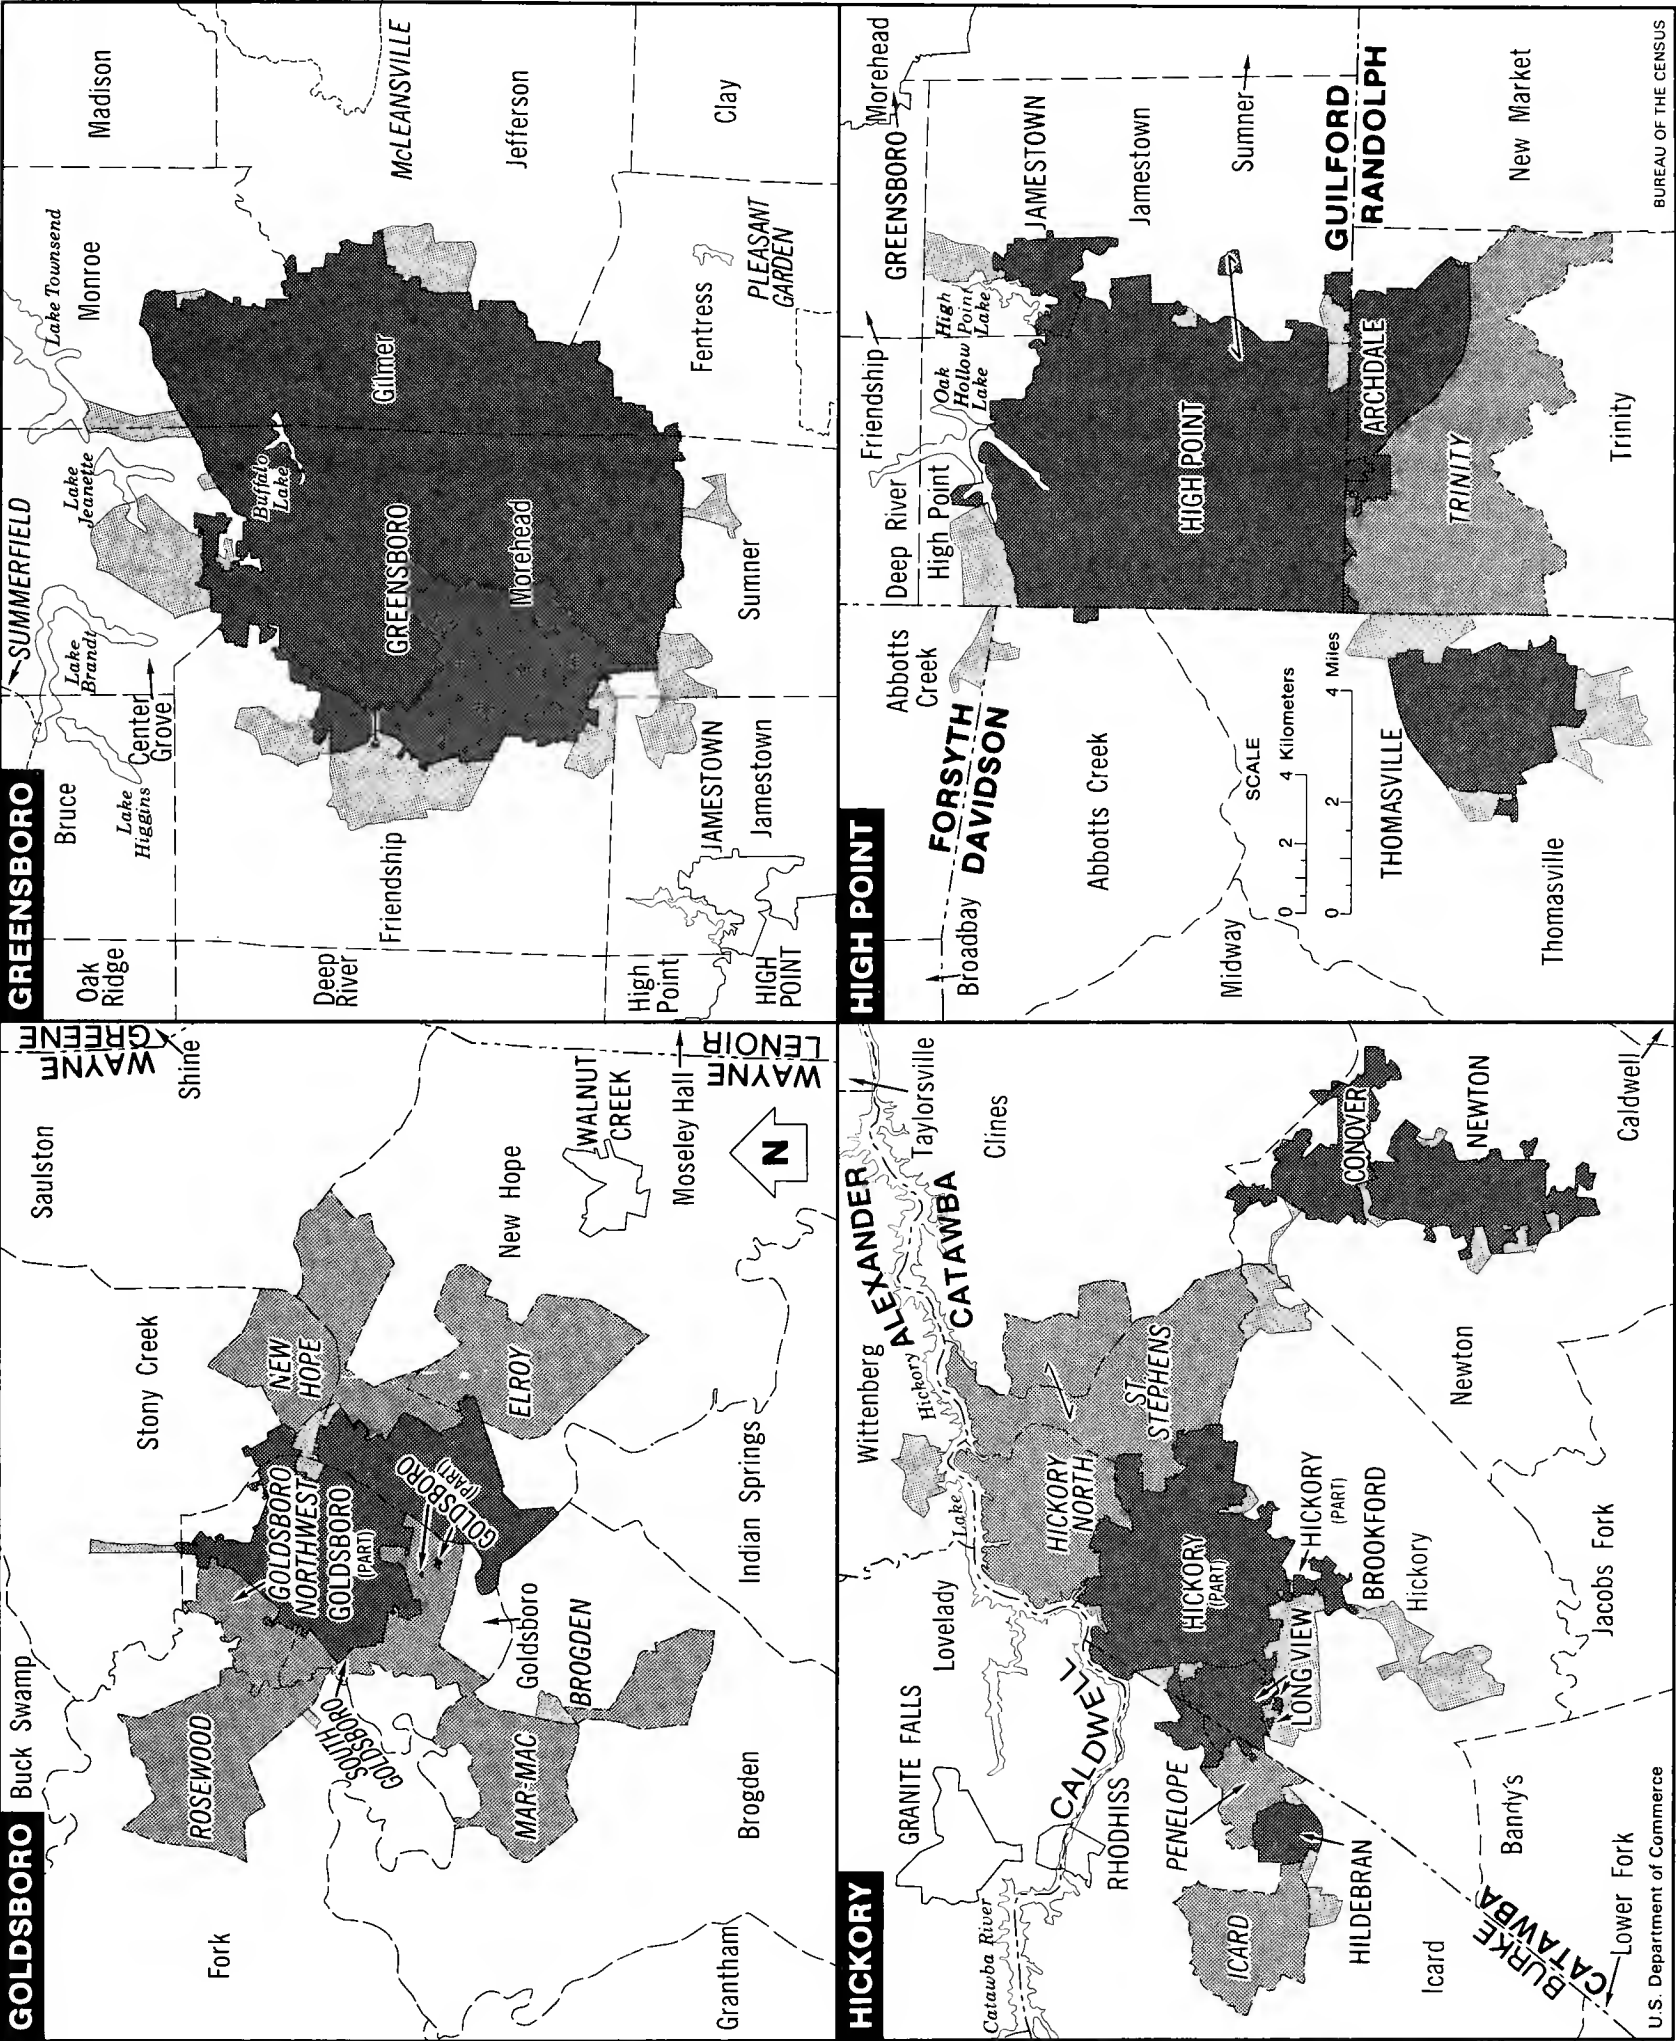 GOLDSBORO
Buck Swamp
Stony Creek
Saulston
Shine
WAYNE
GREENE
Fork
ROSEWOOD
GOLDSBORO
NORTHWEST
GOLDSBORO
(PART)
NEW
HOPE
SOUTH
GOLDSBORO
GOLDSBORO
(PART)
ELROY
New Hope
WALNUT
CREEK
MAR-MAC
Goldsboro
BROGDEN
Moseley Hall
WAYNE
LENOIR
N
Grantham
Brogden
Indian Springs
GREENSBORO
SUMMERFIELD
Oak
Ridge
Bruce
Lake
Higgins
Center
Grove
Lake
Brandt
Lake
Jeanette
Lake Townsend
Monroe
Madison
Buffalo
Lake
Deep
River
Friendship
GREENSBORO
Gilmer
McLEANSVILLE
Morehead
Jefferson
High
Point
HIGH
POINT
JAMESTOWN
Jamestown
Sumner
Fentress
PLEASANT
GARDEN
Clay
HICKORY
GRANITE FALLS
Lovelady
Wittenberg
ALEXANDER
CATAWBA
Taylorsville
Lake
Hickory
Clines
Catawba River
CALDWELL
RHODHISS
HICKORY
NORTH
ST
STEPHENS
PENELOPE
HICKORY
(PART)
ICARD
HILDEBRAN
LONG VIEW
HICKORY
(PART)
BROOKFORD
Hickory
CONOVER
NEWTON
Newton
Icard
BURKE
CATAWBA
Bandy's
Jacobs Fork
Caldwell
Lower Fork
U.S. Department of Commerce
HIGH POINT
Broadbay
FORSYTH
DAVIDSON
Abbotts
Creek
Deep River
High Point
Friendship
Oak
Hollow
Lake
High
Point
Lake
GREENSBORO
Morehead
JAMESTOWN
Jamestown
Abbotts Creek
HIGH POINT
Sumner
Midway
SCALE
0 2 4 Kilometers
0 2 4 Miles
GUILFORD
RANDOLPH
ARCHDALE
THOMASVILLE
TRINITY
Thomasville
Trinity
New Market
BUREAU OF THE CENSUS